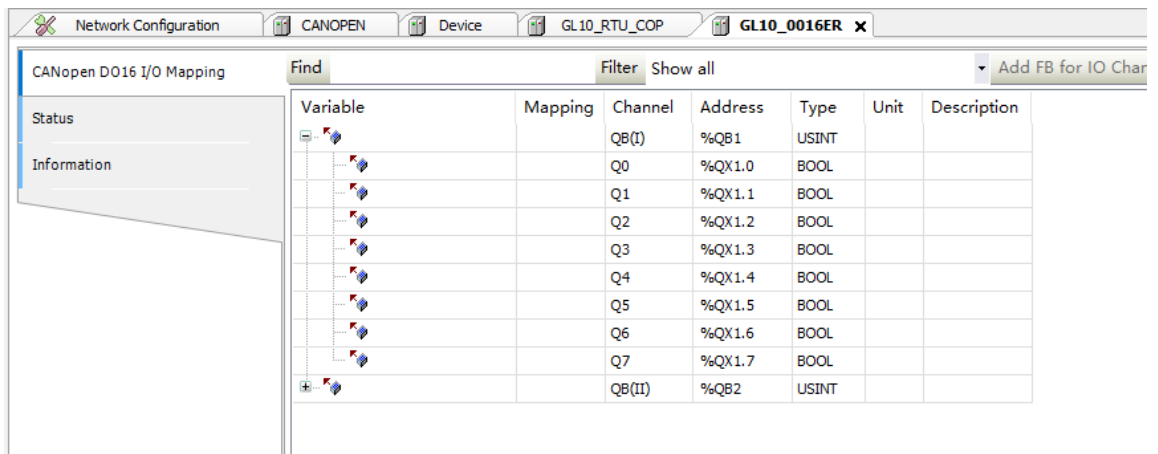 Network Configuration CANOPEN Device GL10_RTU_COP GL10_0016ER x
CANopen DO16 I/O Mapping
Status
Information
Find Filter Show all Add FB for IO Char
Variable Mapping Channel Address Type Unit Description
QB(I) %QB1 USINT
Q0 %QX1.0 BOOL
Q1 %QX1.1 BOOL
Q2 %QX1.2 BOOL
Q3 %QX1.3 BOOL
Q4 %QX1.4 BOOL
Q5 %QX1.5 BOOL
Q6 %QX1.6 BOOL
Q7 %QX1.7 BOOL
QB(II) %QB2 USINT